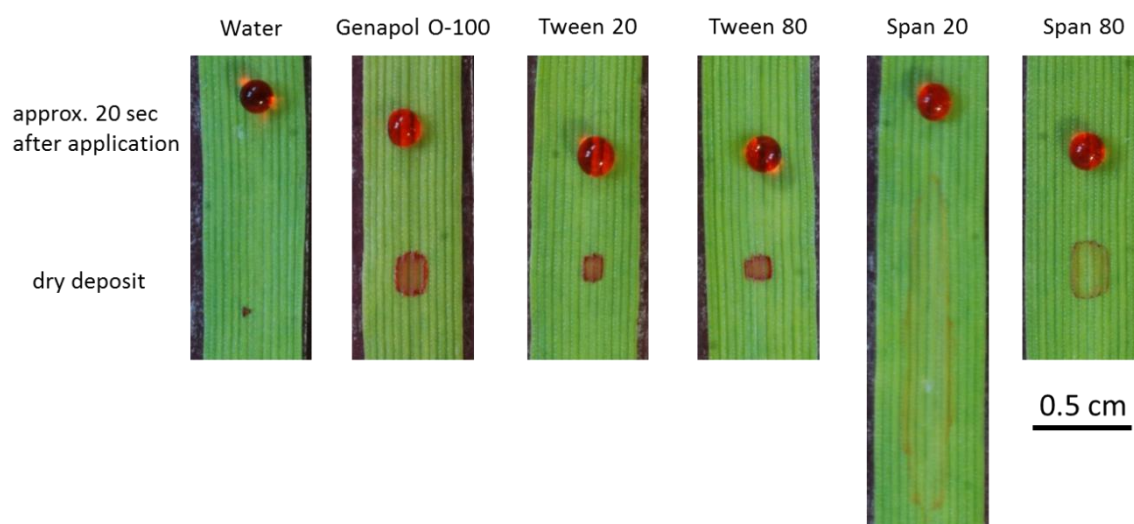 Water
Genapol O-100
Tween 20
Tween 80
Span 20
Span 80
approx. 20 sec
after application
dry deposit
0.5 cm